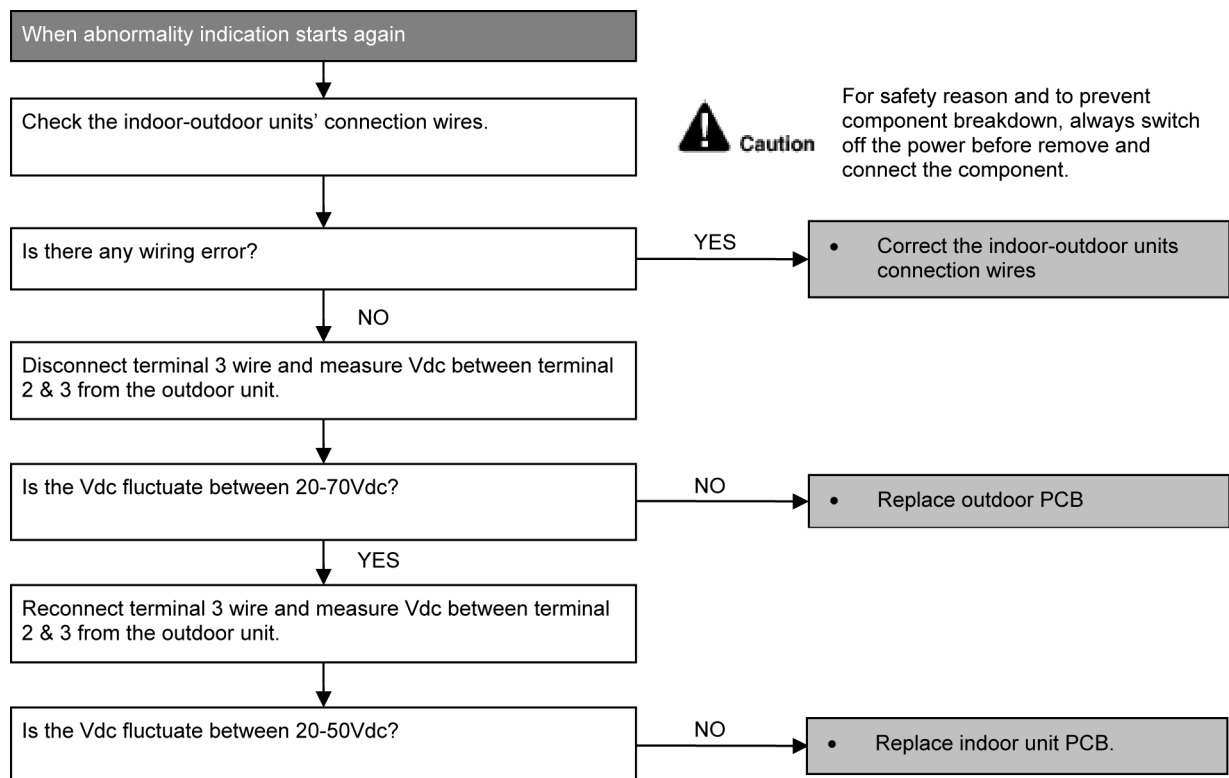 When abnormality indication starts again
Check the indoor-outdoor units' connection wires.
Caution
For safety reason and to prevent
component breakdown, always switch
off the power before remove and
connect the component.
Is there any wiring error?
YES
• Correct the indoor-outdoor units
connection wires
NO
Disconnect terminal 3 wire and measure Vdc between terminal
2 & 3 from the outdoor unit.
Is the Vdc fluctuate between 20-70Vdc?
NO
• Replace outdoor PCB
YES
Reconnect terminal 3 wire and measure Vdc between terminal
2 & 3 from the outdoor unit.
Is the Vdc fluctuate between 20-50Vdc?
NO
• Replace indoor unit PCB.